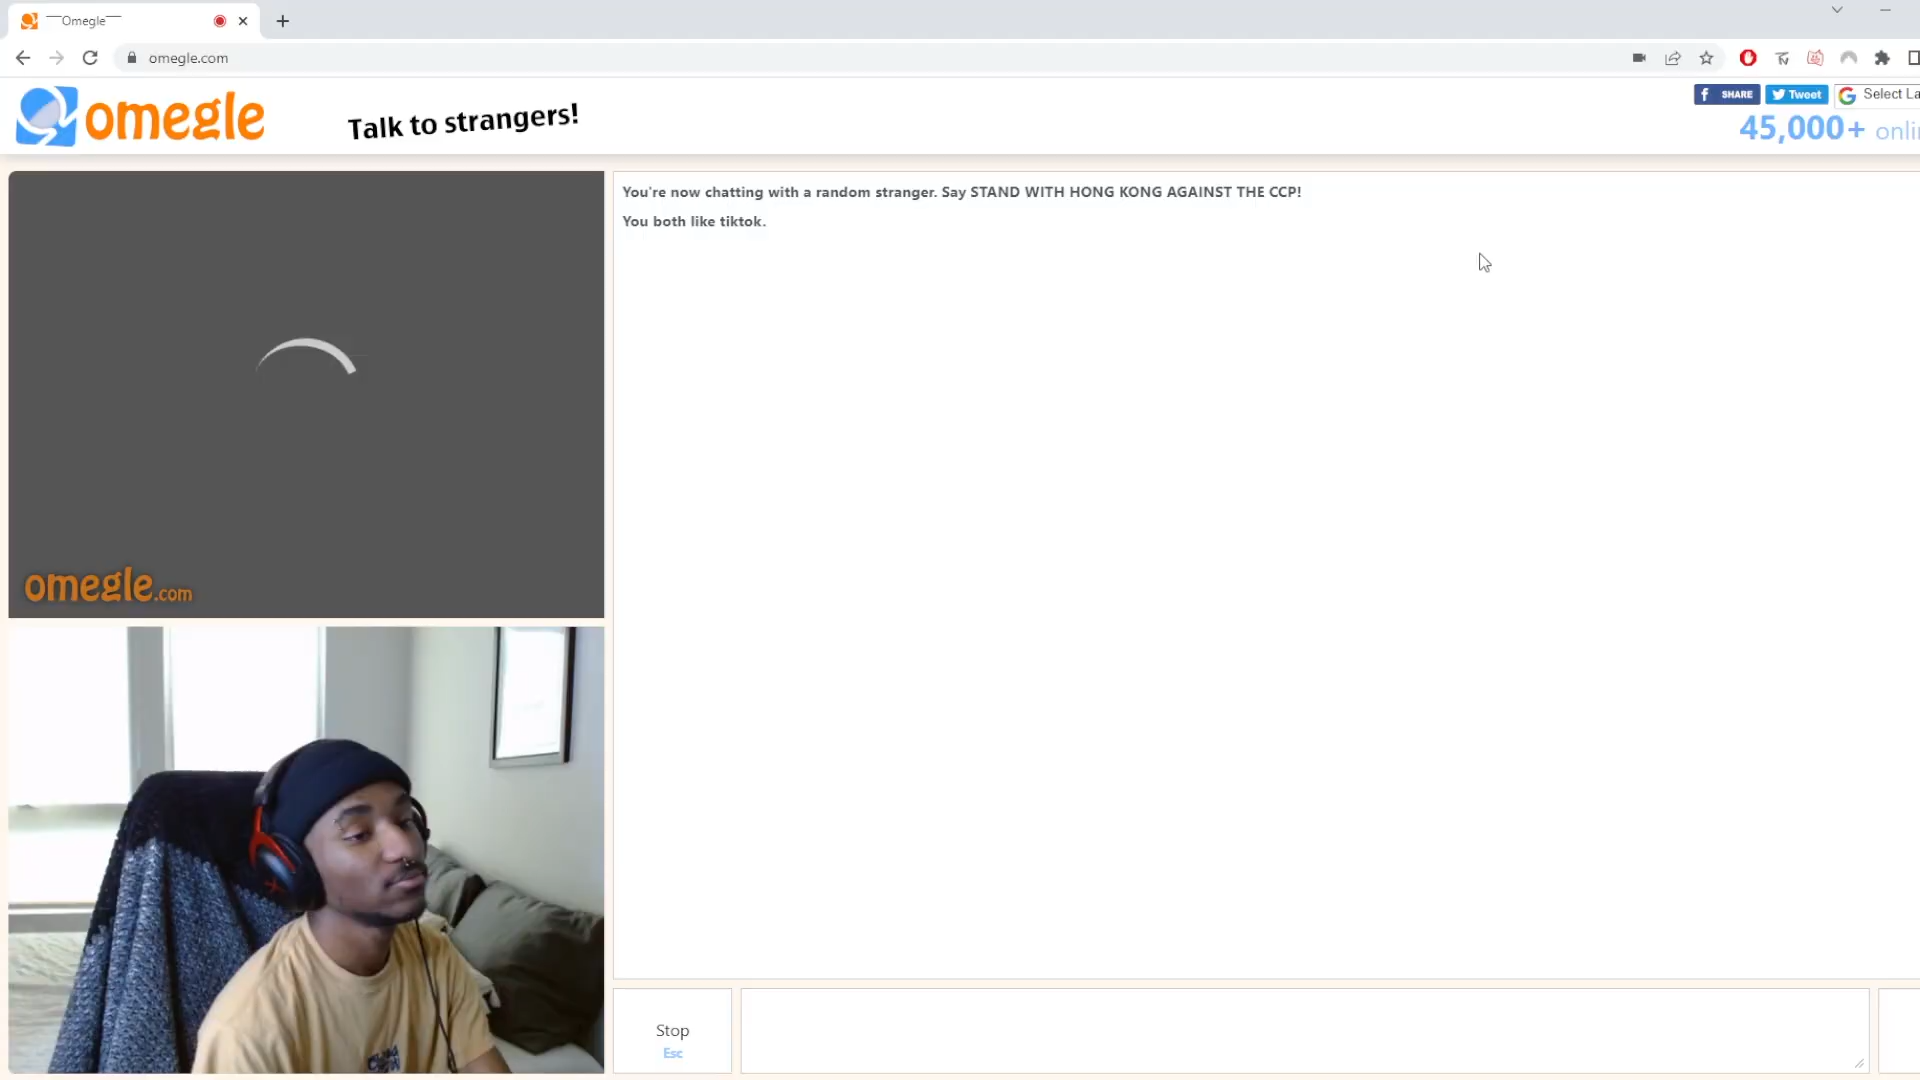 Omegle
omegle.com
omegle
Talk to strangers!
SHARE
Tweet
Select La
45,000+ onli
You're now chatting with a random stranger. Say STAND WITH HONG KONG AGAINST THE CCP!
You both like tiktok.
omegle.com
Stop
Esc